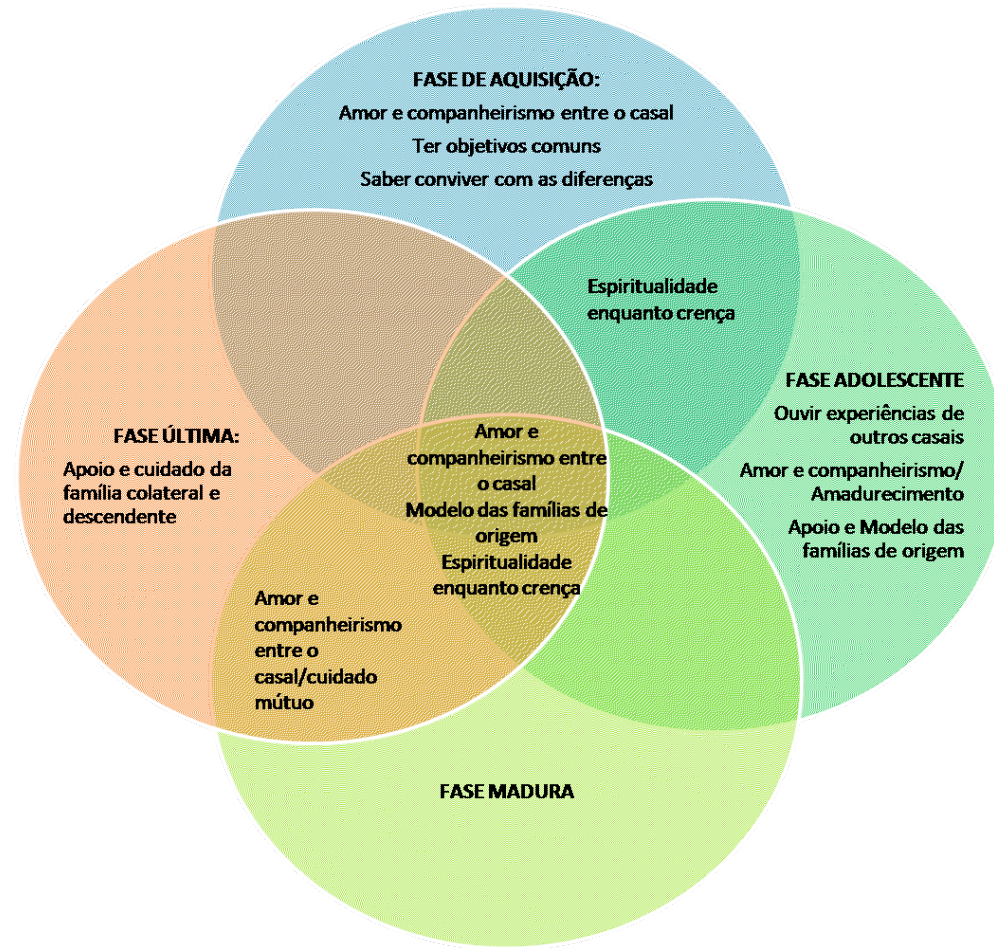 FASE DE AQUISIÇÃO:
Amor e companheirismo entre o casal
Ter objetivos comuns
Saber conviver com as diferenças
Espiritualidade
enquanto crença
FASE ADOLESCENTE
Ouvir experiências de
outros casais
Amor e companheirismo/
Amadurecimento
Apoio e Modelo das
famílias de origem
FASE ÚLTIMA:
Apoio e cuidado da
família colateral e
descendente
Amor e
companheirismo entre
o casal
Modelo das famílias de
origem
Espiritualidade
enquanto crença
Amor e
companheirismo
entre o
casal/cuidado
mútuo
FASE MADURA